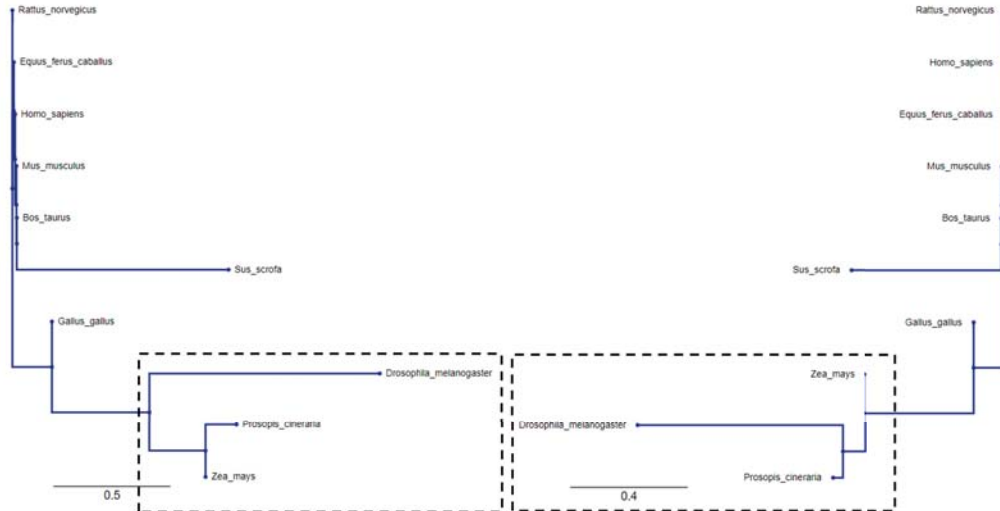 Rattus_norvegicus
Equus_ferus_caballus
Homo_sapiens
Mus_musculus
Bos_taurus
Sus_scrofa
Gallus_gallus
Drosophila_melanogaster
Prosopis_cineraria
Zea_mays
0.5
Rattus_norvegicus
Homo_sapiens
Equus_ferus_caballus
Mus_musculus
Bos_taurus
Sus_scrofa
Gallus_gallus
Zea_mays
Drosophila_melanogaster
Prosopis_cineraria
0.4